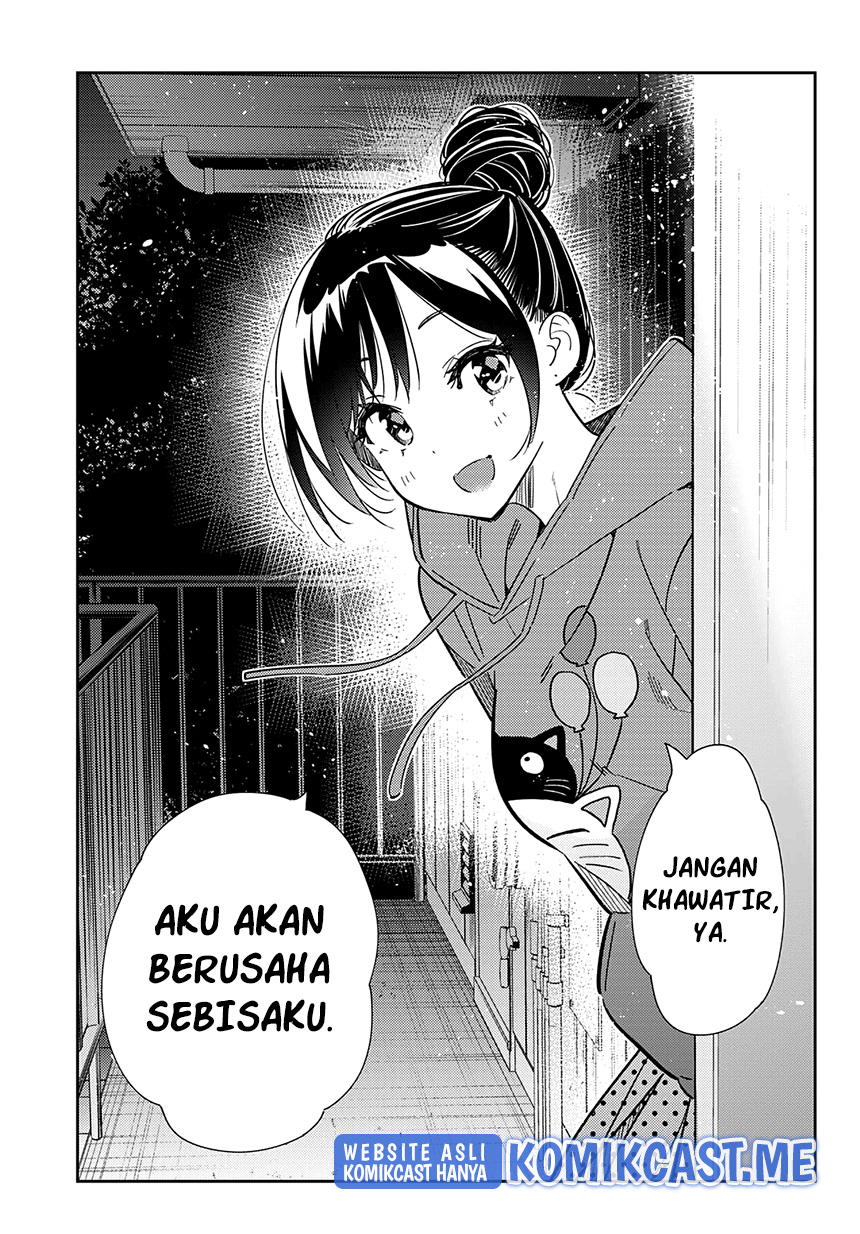 JANGAN
KHAWATIR,
YA.
AKU AKAN
BERUSAHA
SEBISAKU.
WEBSITE ASLI
KOMIKCAST HANYA
KOMIKCAST.ME